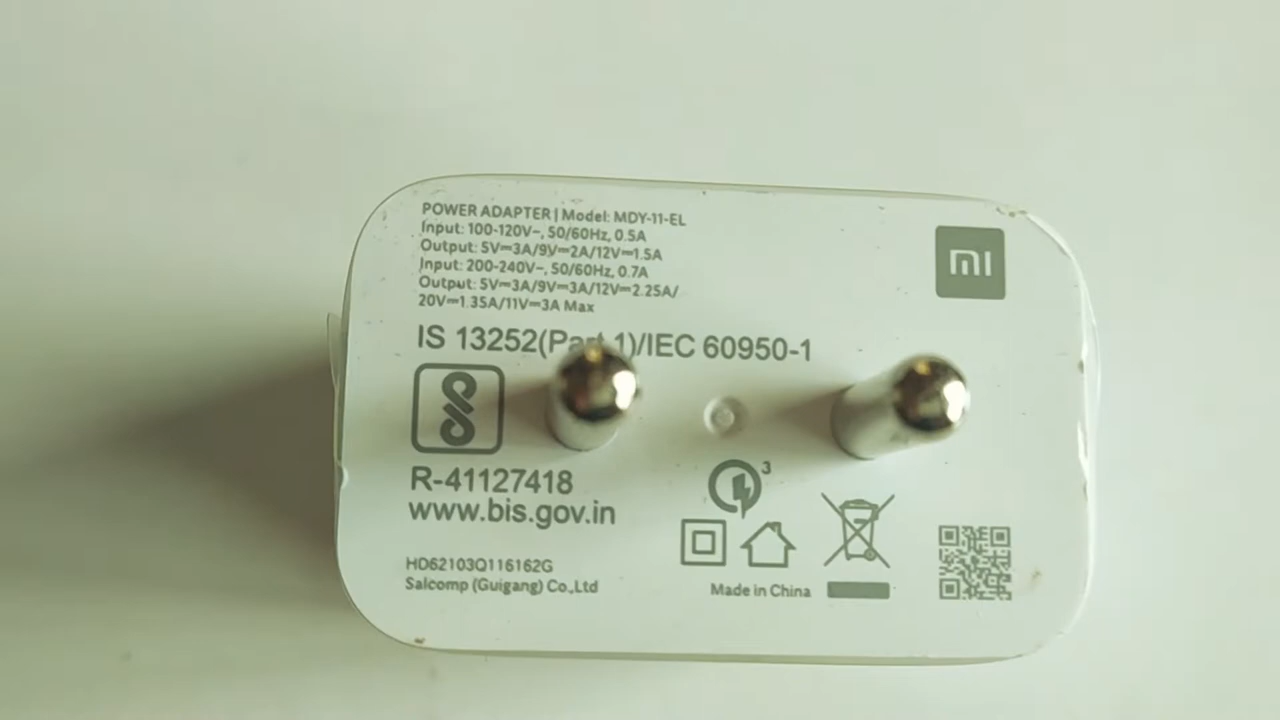 POWER ADAPTER | Model: MDY-11-EL
Input: 100-120V~, 50/60Hz, 0.5A
Output: 5V⎓3A/9V⎓2A/12V⎓1.5A
Input: 200-240V~, 50/60Hz, 0.7A
Output: 5V⎓3A/9V⎓3A/12V⎓2.25A/
20V⎓1.35A/11V⎓3A Max
mi
IS 13252(Part 1)/IEC 60950-1
R-41127418
www.bis.gov.in
3
HD62103Q116162G
Salcomp (Guigang) Co.,Ltd
Made in China